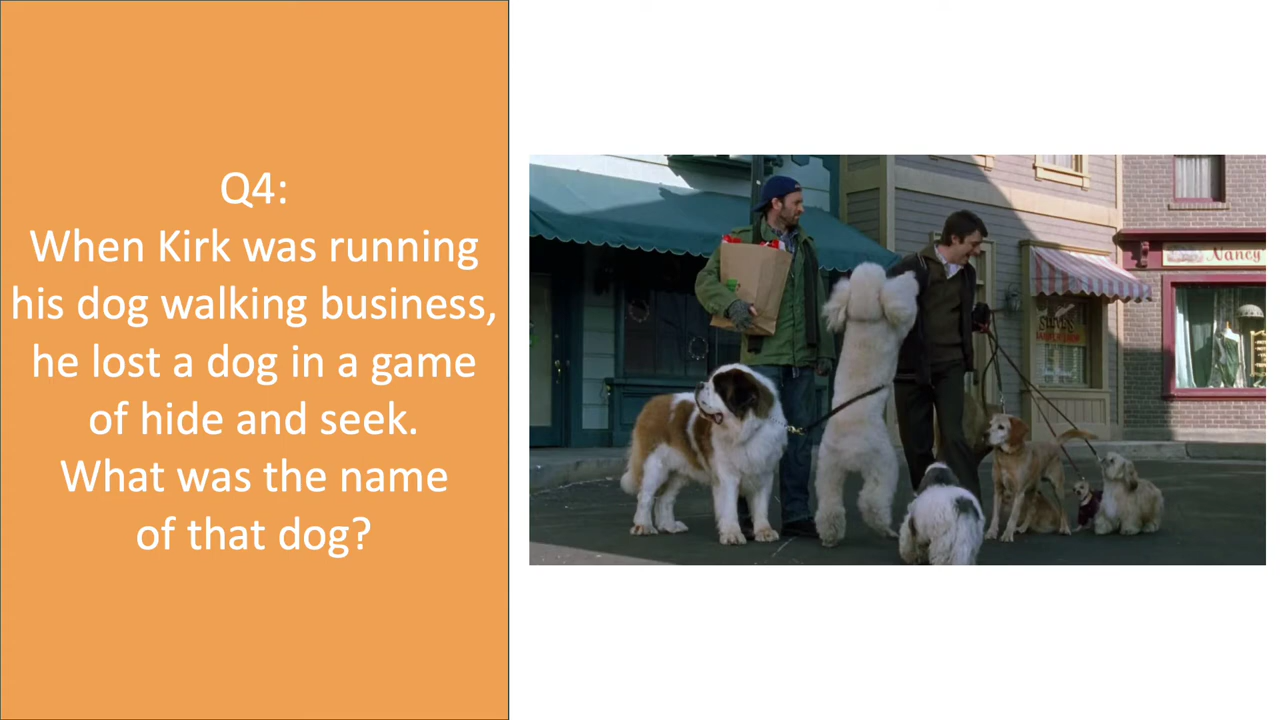 Q4:
When Kirk was running
his dog walking business,
he lost a dog in a game
of hide and seek.
What was the name
of that dog?
Nancy